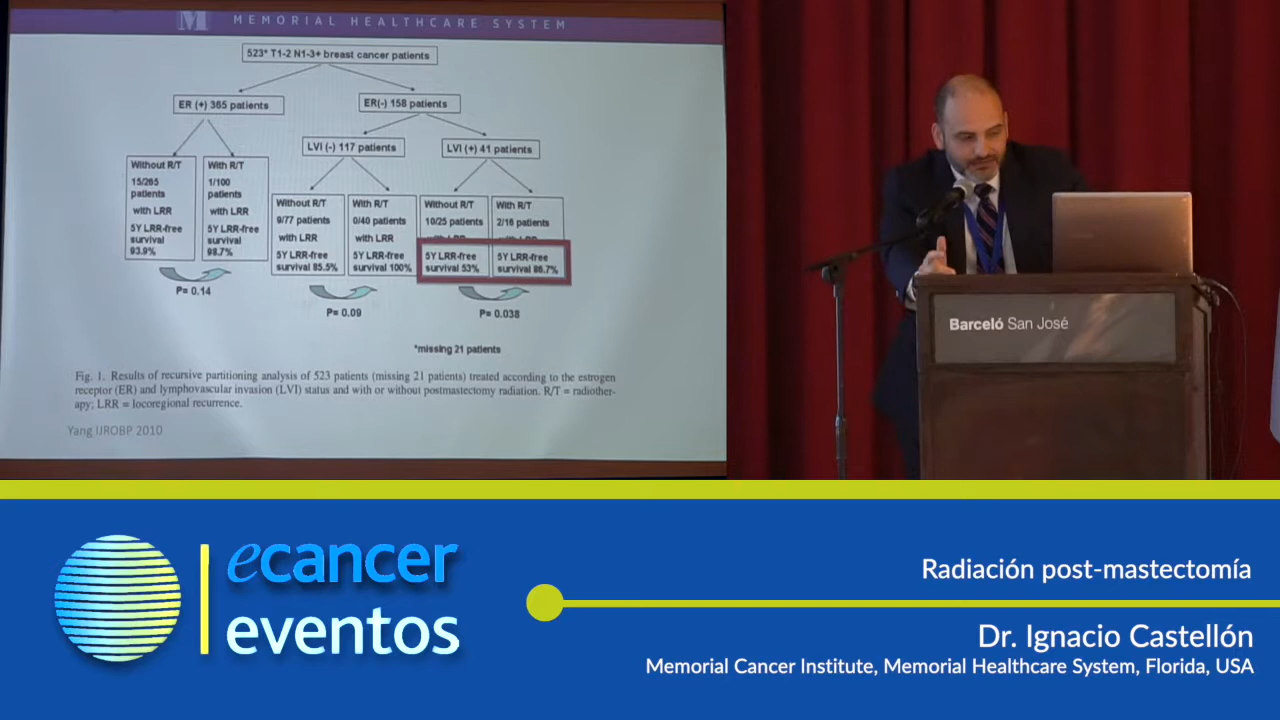 M MEMORIAL HEALTHCARE SYSTEM
523* T1-2 N1-3+ breast cancer patients
ER (+) 365 patients
ER(-) 158 patients
LVI (-) 117 patients
LVI (+) 41 patients
Without R/T
15/265
patients
with LRR
5Y LRR-free
survival
93.9%
With R/T
1/100
patients
with LRR
5Y LRR-free
survival
98.7%
P= 0.14
Without R/T
9/77 patients
with LRR
5Y LRR-free
survival 85.5%
With R/T
0/40 patients
with LRR
5Y LRR-free
survival 100%
P= 0.09
Without R/T
10/25 patients
with LRR
5Y LRR-free
survival 53%
With R/T
2/16 patients
with LRR
5Y LRR-free
survival 86.7%
P= 0.038
*missing 21 patients
Fig. 1. Results of recursive partitioning analysis of 523 patients (missing 21 patients) treated according to the estrogen
receptor (ER) and lymphovascular invasion (LVI) status and with or without postmastectomy radiation. R/T = radiother-
apy; LRR = locoregional recurrence.
Yang IJROBP 2010
Barceló San José
ecancer
eventos
Radiación post-mastectomía
Dr. Ignacio Castellón
Memorial Cancer Institute, Memorial Healthcare System, Florida, USA